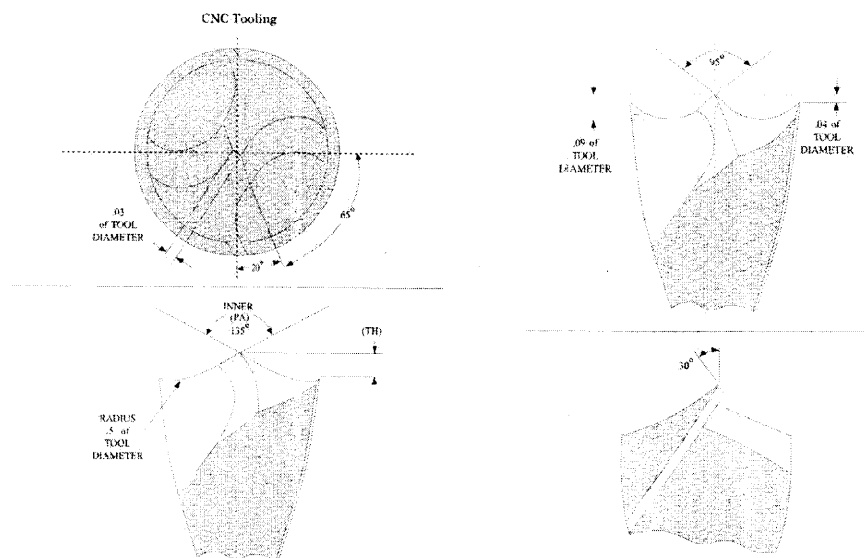 CNC Tooling
.03
of TOOL
DIAMETER
65°
20°
95°
.09 of
TOOL
DIAMETER
.04 of
TOOL
DIAMETER
INNER
(PA)
135°
(TH)
RADIUS
.5 of
TOOL
DIAMETER
30°